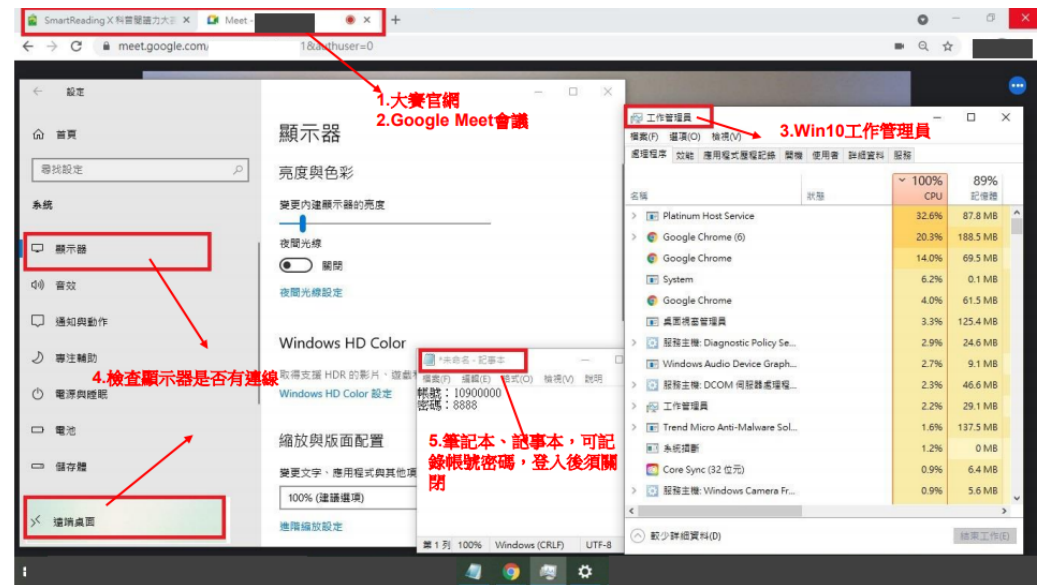 SmartReading X 科普閱讀力大
Meet -
meet.google.com/
1&authuser=0
1.大賽官網
2.Google Meet會議
設定
首頁
尋找設定
系統
顯示器
音效
通知與動作
專注輔助
電源與睡眠
電池
儲存體
遠端桌面
4.檢查顯示器是否有連線
顯示器
亮度與色彩
變更內建顯示器的亮度
夜間光線
關閉
夜間光線設定
Windows HD Color
取得支援 HDR 的影片、遊戲
Windows HD Color 設定
縮放與版面配置
變更文字、應用程式與其他項
100% (建議選項)
進階縮放設定
*未命名 - 記事本
檔案(F) 編輯(E) 格式(O) 檢視(V) 說明
帳號：10900000
密碼：8888
5.筆記本、記事本，可記
錄帳號密碼，登入後須關
閉
第 1 列 100% Windows (CRLF) UTF-8
工作管理員
3.Win10工作管理員
檔案(F) 選項(O) 檢視(V)
處理程序 效能 應用程式歷程記錄 開機 使用者 詳細資料 服務
100% 89%
名稱 狀態 CPU 記憶體
Platinum Host Service 32.6% 87.8 MB
Google Chrome (6) 20.3% 188.5 MB
Google Chrome 14.0% 69.5 MB
System 6.2% 0.1 MB
Google Chrome 4.0% 61.5 MB
桌面視窗管理員 3.3% 125.4 MB
服務主機: Diagnostic Policy Se... 2.9% 24.6 MB
Windows Audio Device Graph... 2.7% 9.1 MB
服務主機: DCOM 伺服器處理程... 2.3% 46.6 MB
工作管理員 2.2% 29.1 MB
Trend Micro Anti-Malware Sol... 1.6% 137.5 MB
系統插斷 1.2% 0 MB
Core Sync (32 位元) 0.9% 6.4 MB
服務主機: Windows Camera Fr... 0.9% 5.6 MB
較少詳細資料(D)
結束工作(E)